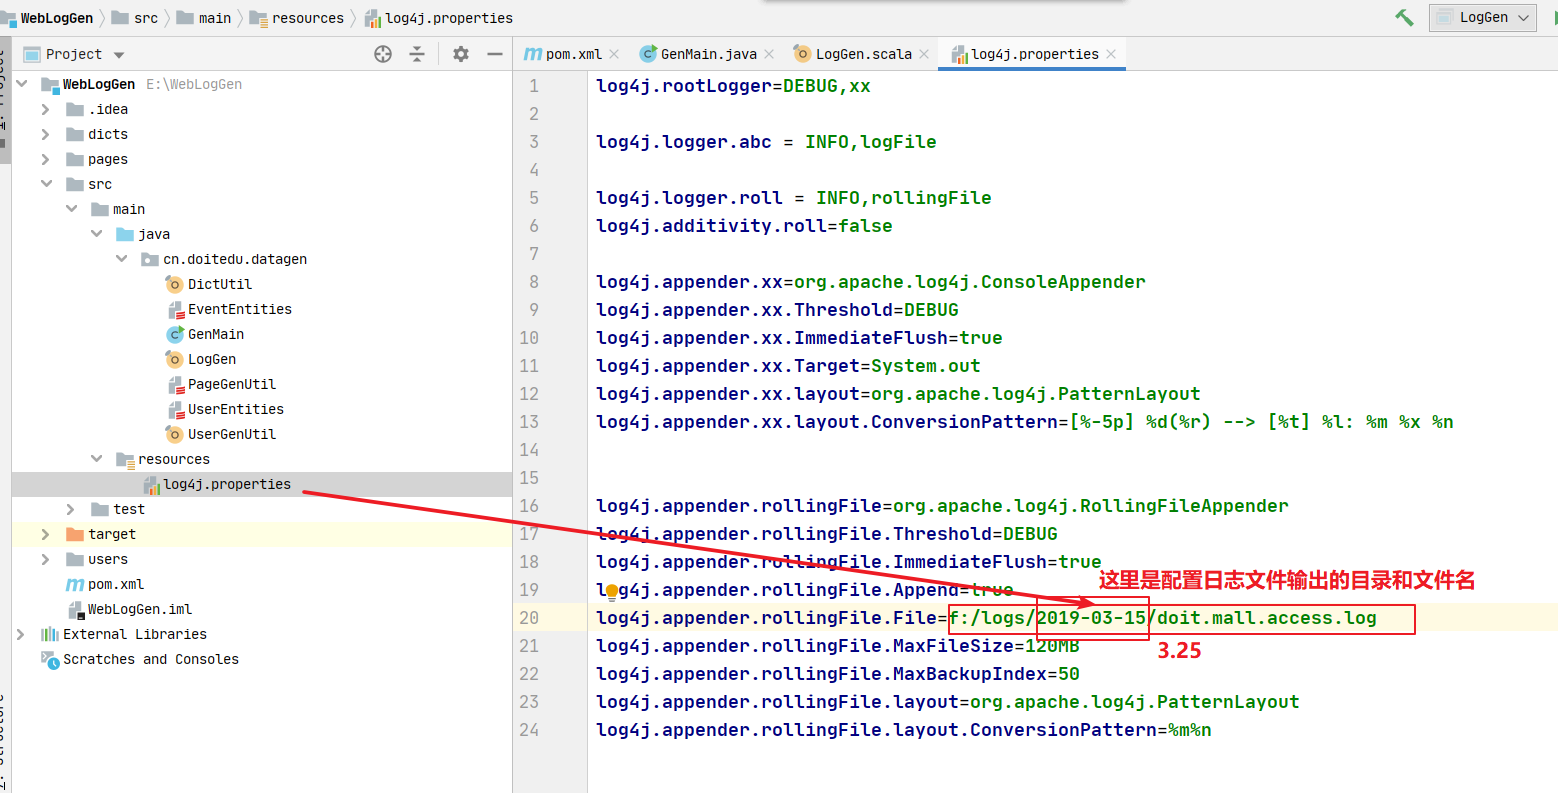 WebLogGen src main resources log4j.properties LogGen
Project
pom.xml GenMain.java LogGen.scala log4j.properties
WebLogGen E:\WebLogGen
.idea
dicts
pages
src
main
java
cn.doitedu.datagen
DictUtil
EventEntities
GenMain
LogGen
PageGenUtil
UserEntities
UserGenUtil
resources
log4j.properties
test
target
users
pom.xml
WebLogGen.iml
External Libraries
Scratches and Consoles
1 log4j.rootLogger=DEBUG,xx
2
3 log4j.logger.abc = INFO,logFile
4
5 log4j.logger.roll = INFO,rollingFile
6 log4j.additivity.roll=false
7
8 log4j.appender.xx=org.apache.log4j.ConsoleAppender
9 log4j.appender.xx.Threshold=DEBUG
10 log4j.appender.xx.ImmediateFlush=true
11 log4j.appender.xx.Target=System.out
12 log4j.appender.xx.layout=org.apache.log4j.PatternLayout
13 log4j.appender.xx.layout.ConversionPattern=[%-5p] %d(%r) --> [%t] %l: %m %x %n
14
15
16 log4j.appender.rollingFile=org.apache.log4j.RollingFileAppender
17 log4j.appender.rollingFile.Threshold=DEBUG
18 log4j.appender.rollingFile.ImmediateFlush=true
这里是配置日志文件输出的目录和文件名
19 log4j.appender.rollingFile.Append=true
20 log4j.appender.rollingFile.File=f:/logs/2019-03-15/doit.mall.access.log
21 log4j.appender.rollingFile.MaxFileSize=120MB
3.25
22 log4j.appender.rollingFile.MaxBackupIndex=50
23 log4j.appender.rollingFile.layout=org.apache.log4j.PatternLayout
24 log4j.appender.rollingFile.layout.ConversionPattern=%m%n